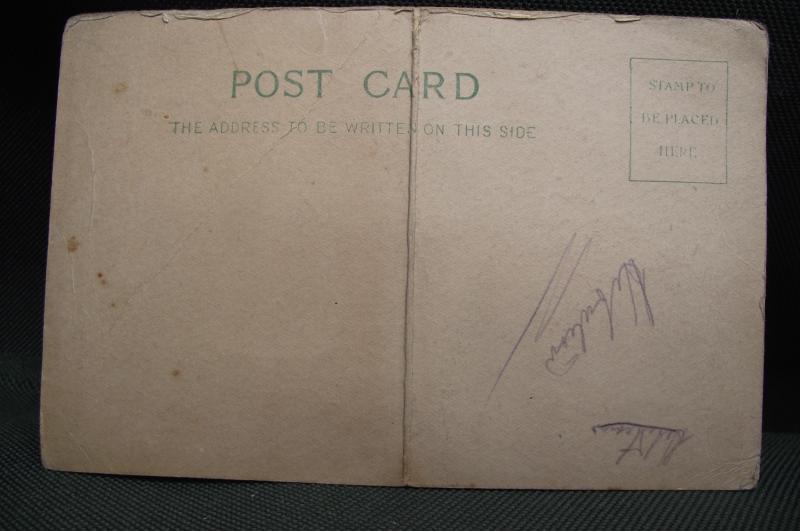 POST CARD
THE ADDRESS TO BE WRITTEN ON THIS SIDE
STAMP TO
BE PLACED
HERE